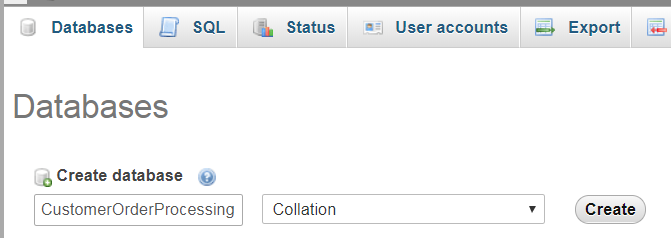 Databases SQL Status User accounts Export
Databases
Create database
CustomerOrderProcessing Collation Create